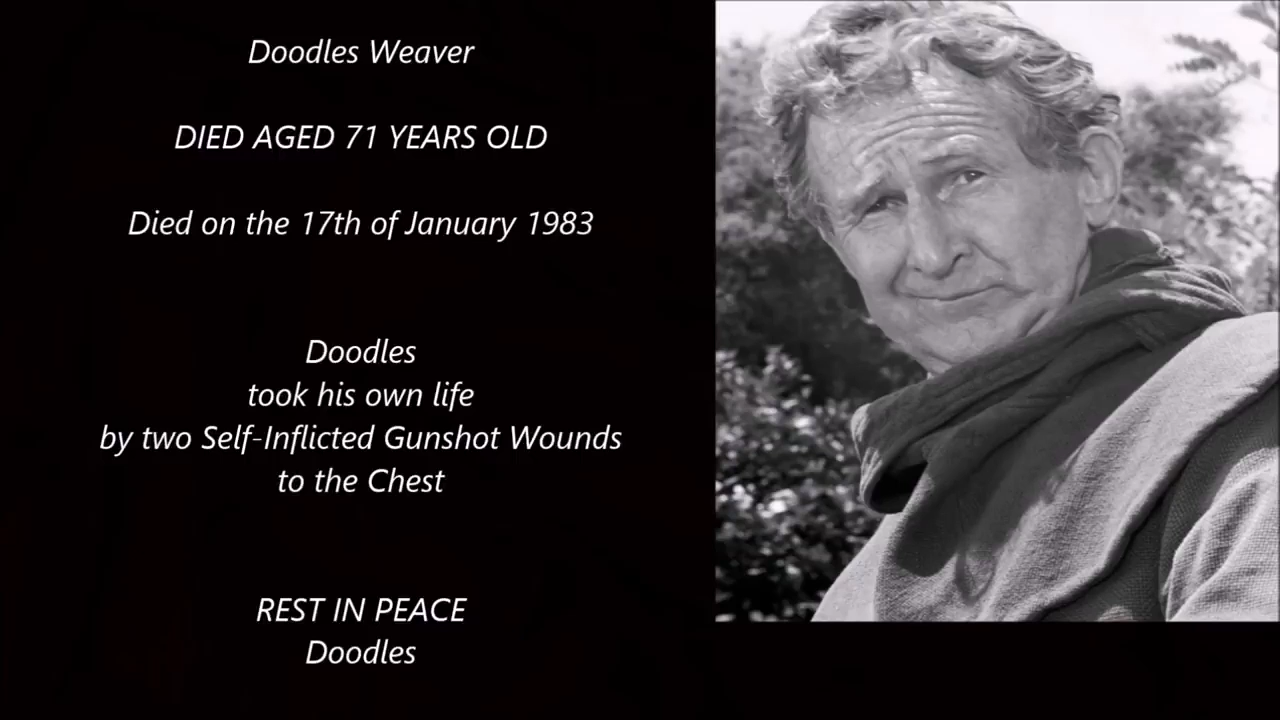 Doodles Weaver
DIED AGED 71 YEARS OLD
Died on the 17th of January 1983
Doodles
took his own life
by two Self-Inflicted Gunshot Wounds
to the Chest
REST IN PEACE
Doodles